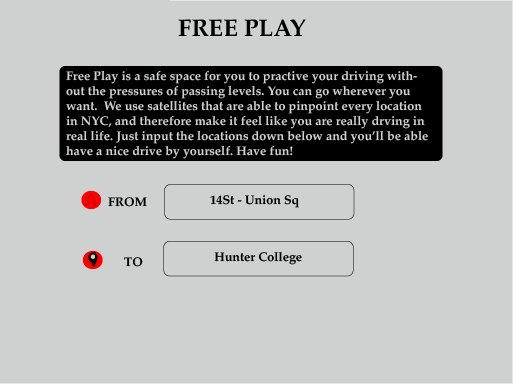 FREE PLAY
Free Play is a safe space for you to practive your driving with-
out the pressures of passing levels. You can go wherever you
want.  We use satellites that are able to pinpoint every location
in NYC, and therefore make it feel like you are really drving in
real life. Just input the locations down below and you'll be able
have a nice drive by yourself. Have fun!
FROM 14St - Union Sq
TO Hunter College